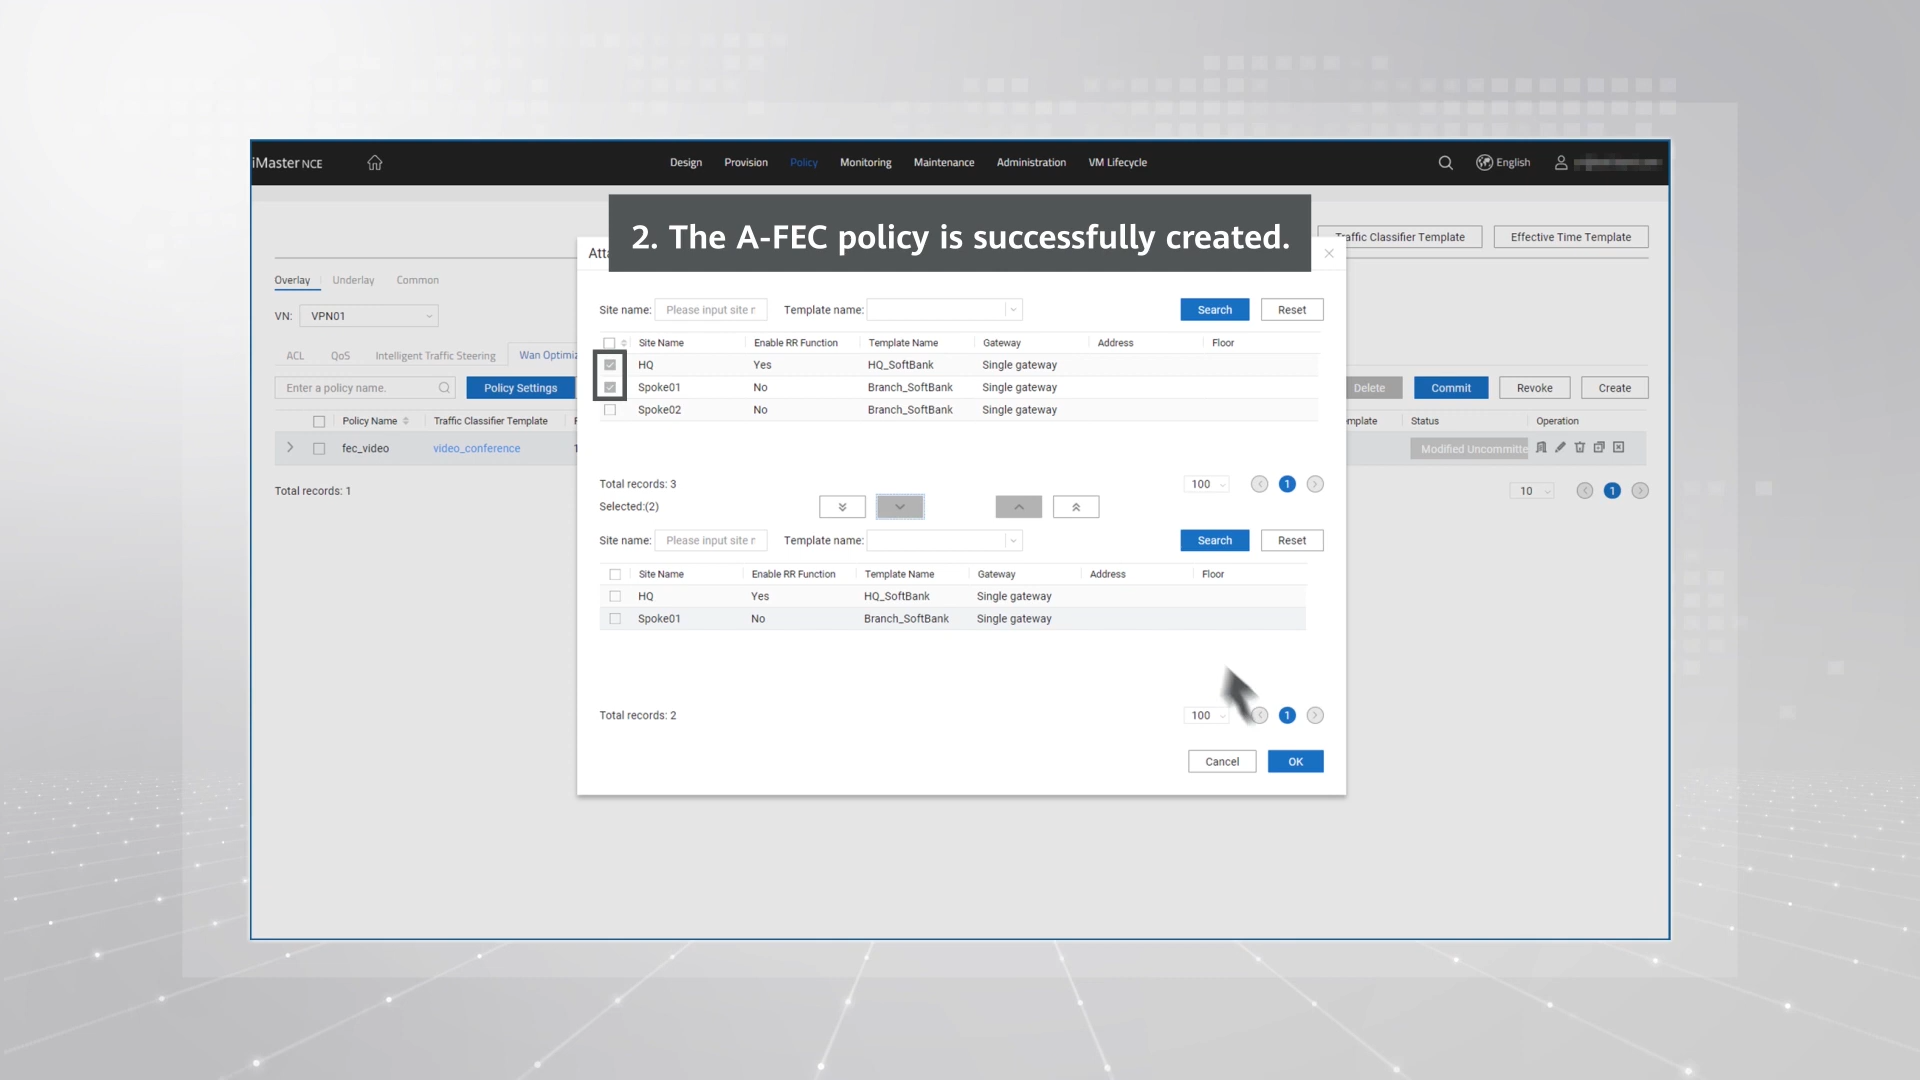 iMaster NCE
Design Provision Policy Monitoring Maintenance Administration VM Lifecycle
English
2. The A-FEC policy is successfully created.
Traffic Classifier Template Effective Time Template
Overlay Underlay Common
VN: VPN01
ACL QoS Intelligent Traffic Steering
Enter a policy name. Policy Settings Delete Commit Revoke Create
Policy Name Traffic Classifier Template Status Operation
fec_video video_conference
Total records: 1 10 1
Site name: Please input site Template name: Search Reset
Site Name Enable RR Function Template Name Gateway Address Floor
HQ Yes HQ_SoftBank Single gateway
Spoke01 No Branch_SoftBank Single gateway
Spoke02 No Branch_SoftBank Single gateway
Total records: 3 100 1
Selected:(2)
Site name: Please input site Template name: Search Reset
Site Name Enable RR Function Template Name Gateway Address Floor
HQ Yes HQ_SoftBank Single gateway
Spoke01 No Branch_SoftBank Single gateway
Total records: 2 100 1
Cancel OK